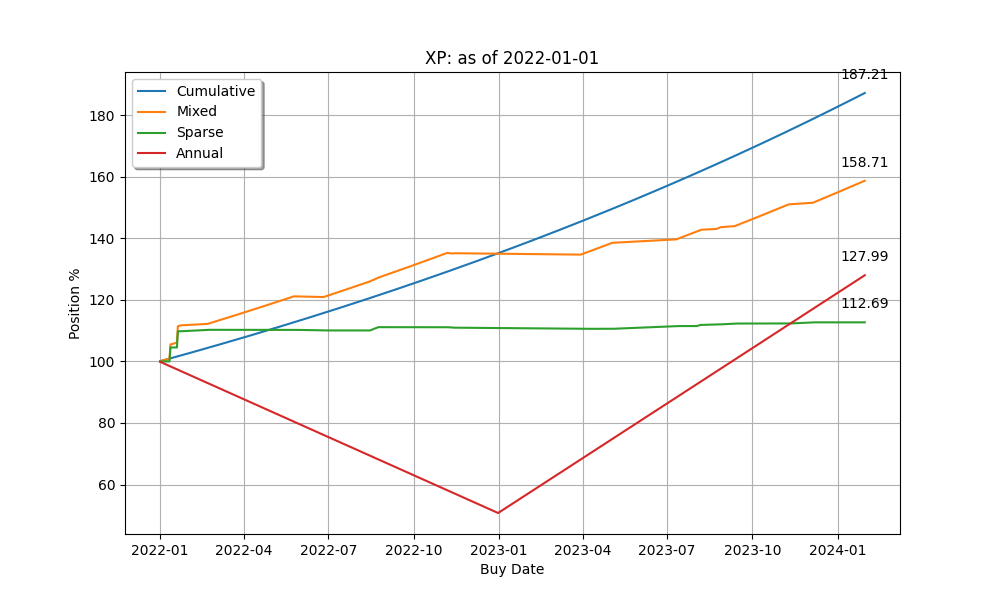 XP: as of 2022-01-01
187.21
Cumulative
Mixed
Sparse
Annual
158.71
127.99
112.69
180
160
140
120
100
80
60
Position %
2022-01 2022-04 2022-07 2022-10 2023-01 2023-04 2023-07 2023-10 2024-01
Buy Date